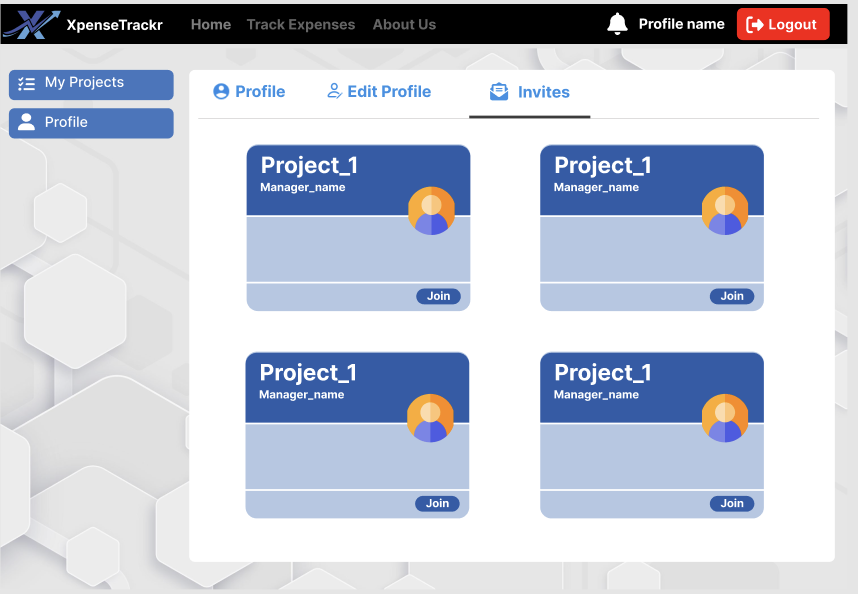 XpenseTrackr Home Track Expenses About Us Profile name Logout
My Projects
Profile
Profile Edit Profile Invites
Project_1
Manager_name
Join
Project_1
Manager_name
Join
Project_1
Manager_name
Join
Project_1
Manager_name
Join